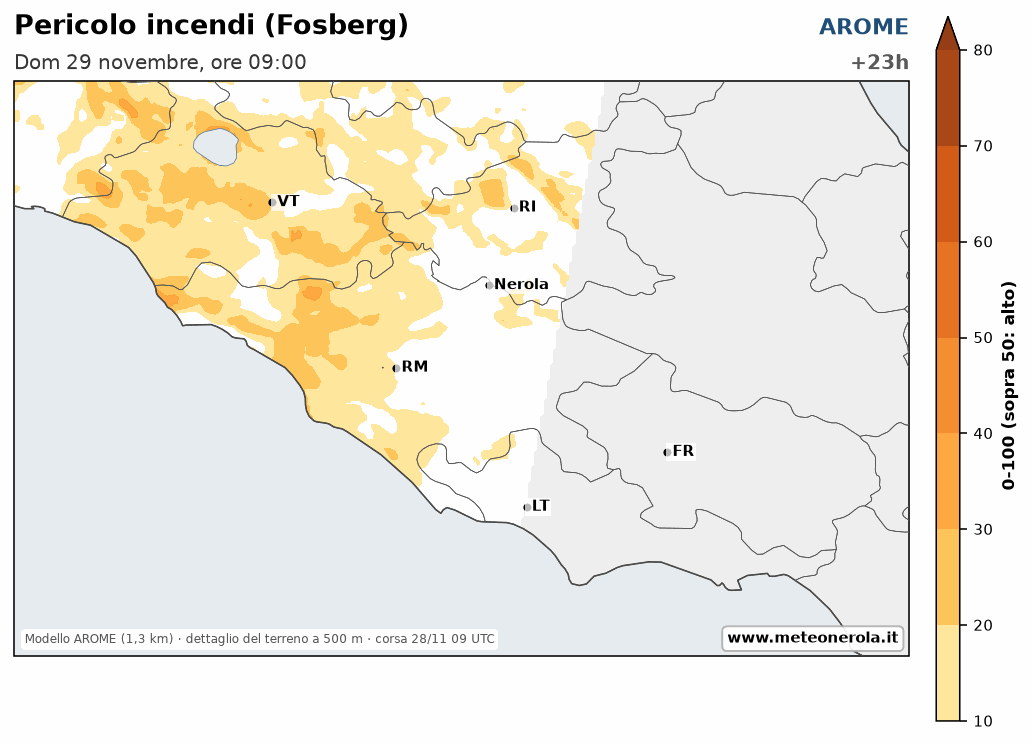 Pericolo incendi (Fosberg)
AROME
Dom 29 novembre, ore 09:00
+23h
80
70
60
50
40
30
20
10
0-100 (sopra 50: alto)
VT
RI
Nerola
RM
FR
LT
Modello AROME (1,3 km) · dettaglio del terreno a 500 m · corsa 28/11 09 UTC
www.meteonerola.it